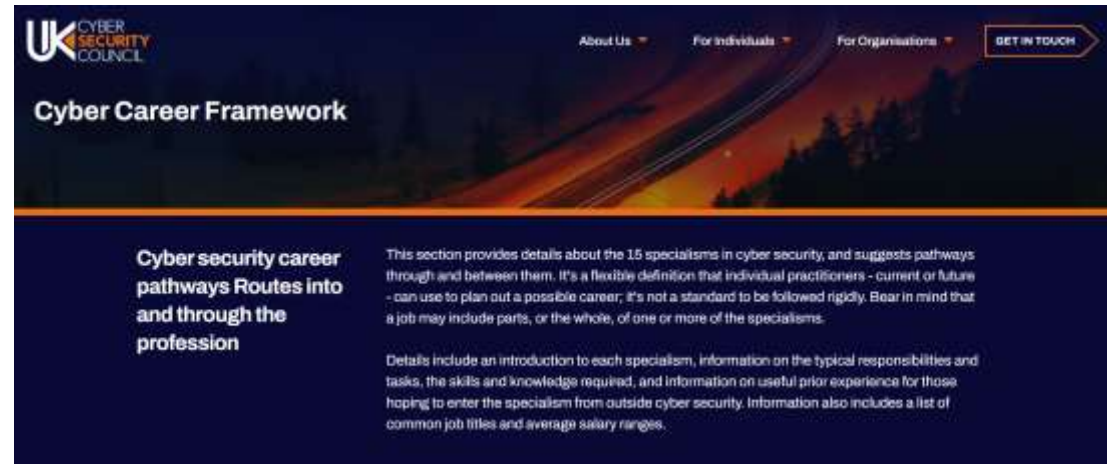 UK CYBER
SECURITY
COUNCIL
About Us
For Individuals
For Organisations
GET IN TOUCH
Cyber Career Framework
Cyber security career
pathways Routes into
and through the
profession
This section provides details about the 15 specialisms in cyber security, and suggests pathways
through and between them. It's a flexible definition that individual practitioners - current or future
- can use to plan out a possible career; it's not a standard to be followed rigidly. Bear in mind that
a job may include parts, or the whole, of one or more of the specialisms.
Details include an introduction to each specialism, information on the typical responsibilities and
tasks, the skills and knowledge required, and information on useful prior experience for those
hoping to enter the specialism from outside cyber security. Information also includes a list of
common job titles and average salary ranges.